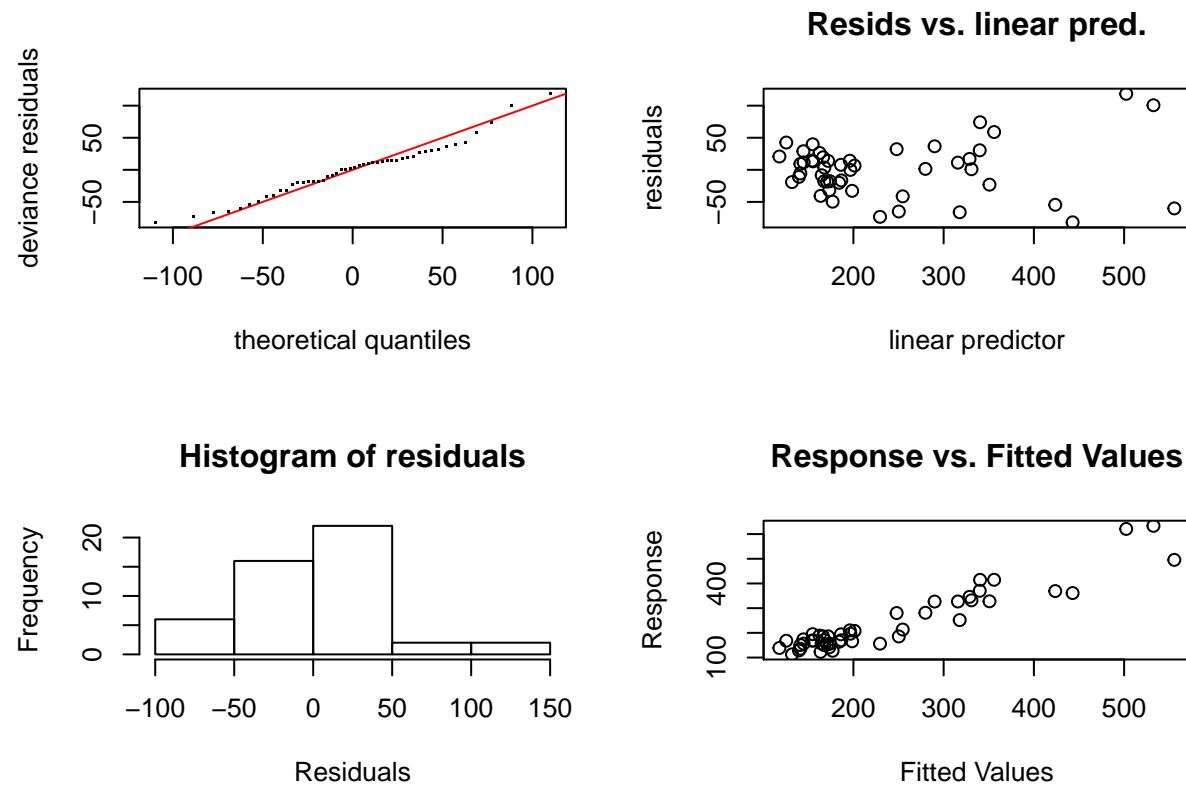 deviance residuals
50
−50
−100 −50 0 50 100
theoretical quantiles
Resids vs. linear pred.
residuals
50
−50
200 300 400 500
linear predictor
Histogram of residuals
Frequency
20
10
0
−100 −50 0 50 100 150
Residuals
Response vs. Fitted Values
Response
400
100
200 300 400 500
Fitted Values